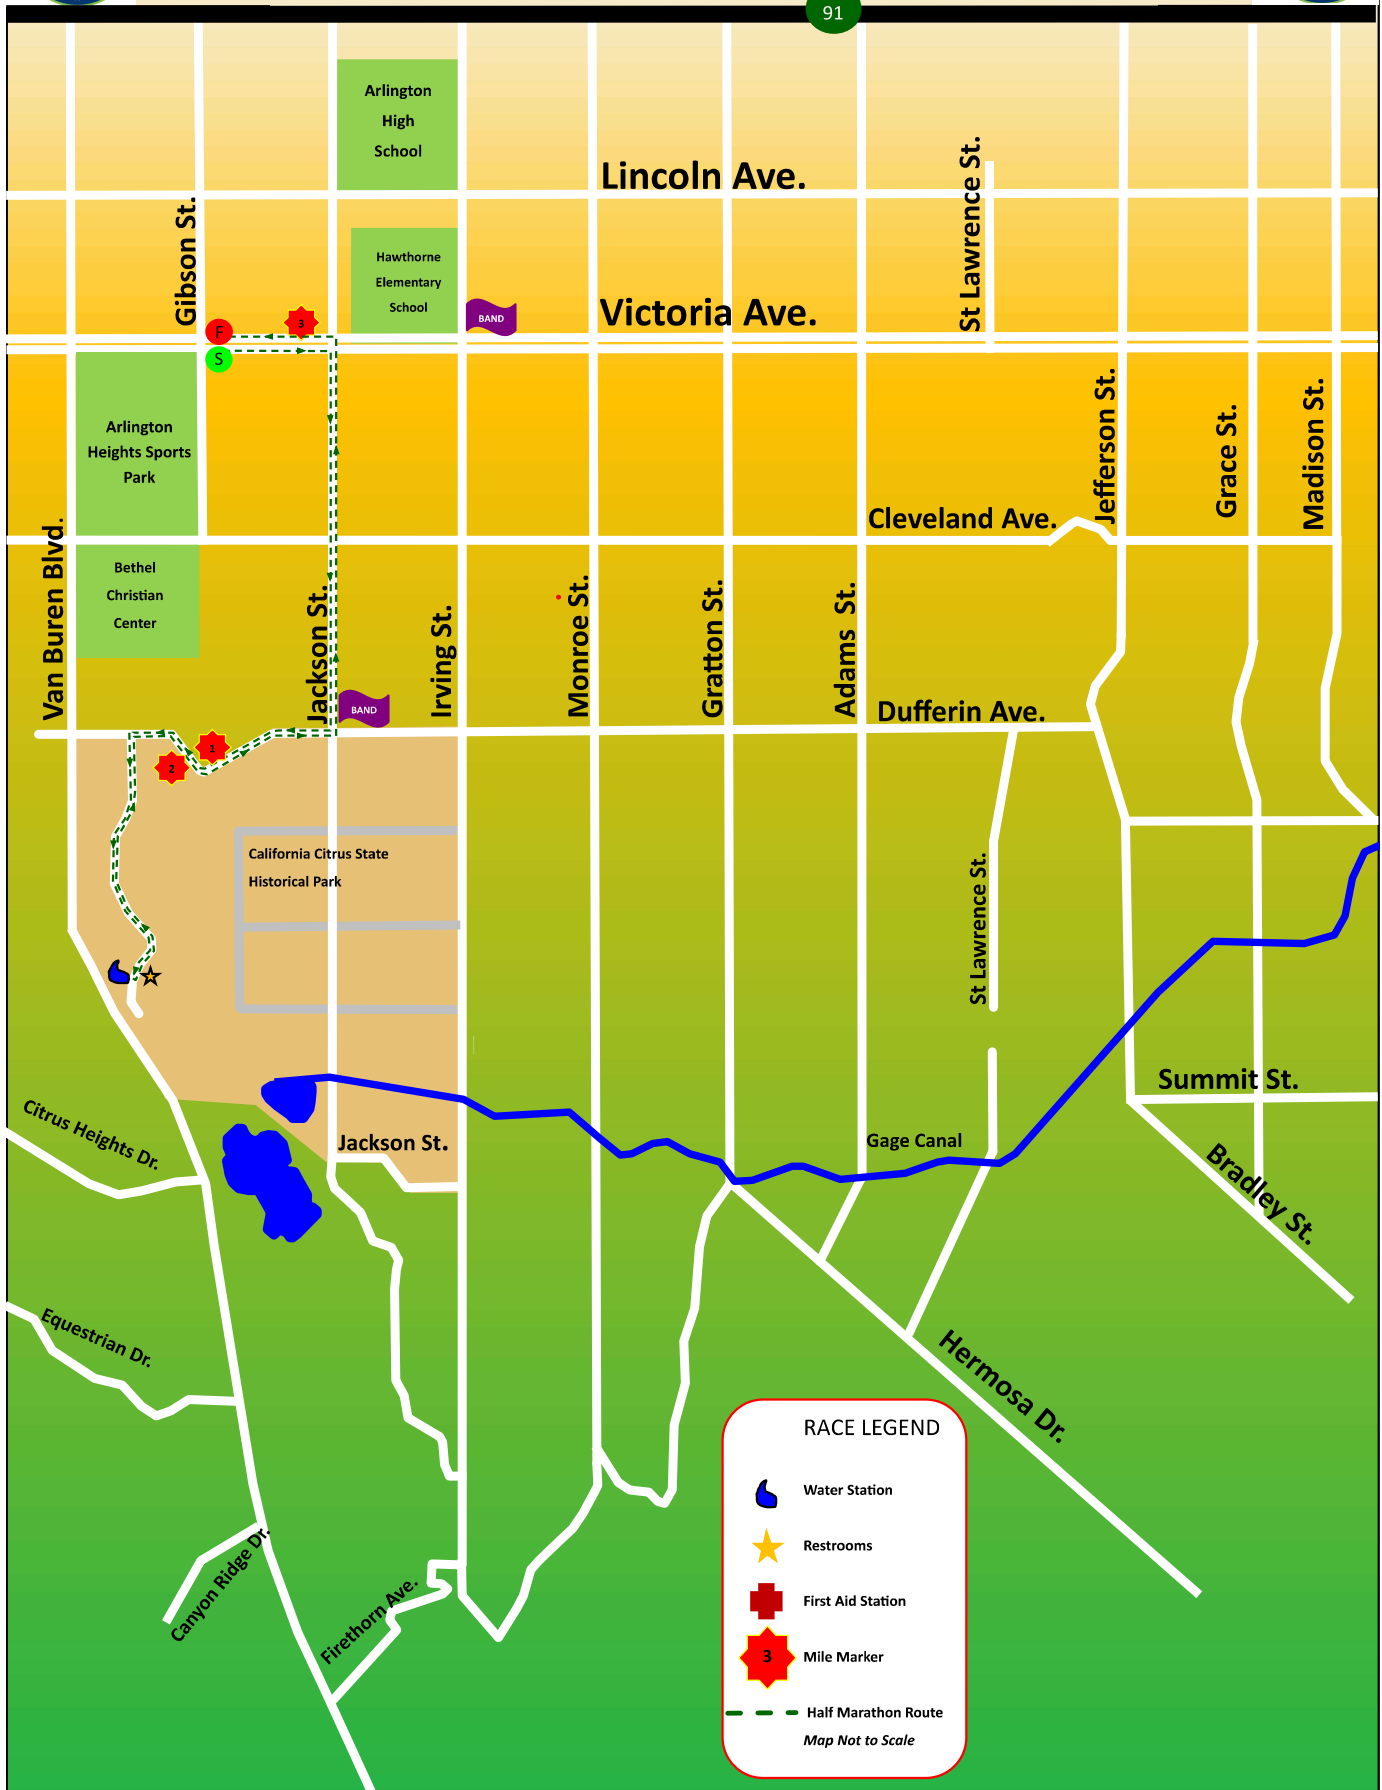 91
Arlington
High
School
Lincoln Ave.
St Lawrence St.
Gibson St.
Hawthorne
Elementary
School
BAND
Victoria Ave.
3
F
S
Arlington
Heights Sports
Park
Jefferson St.
Grace St.
Madison St.
Cleveland Ave.
Van Buren Blvd.
Bethel
Christian
Center
Jackson St.
Irving St.
Monroe St.
Gratton St.
Adams St.
BAND
Dufferin Ave.
1
2
California Citrus State
Historical Park
St Lawrence St.
Summit St.
Citrus Heights Dr.
Jackson St.
Gage Canal
Bradley St.
Equestrian Dr.
Hermosa Dr.
Canyon Ridge Dr.
Firethorn Ave.
RACE LEGEND
Water Station
Restrooms
First Aid Station
3
Mile Marker
Half Marathon Route
Map Not to Scale